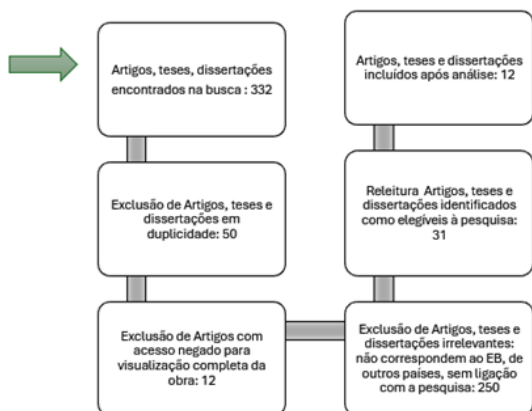 Artigos, teses, dissertações
encontrados na busca : 332
Exclusão de Artigos, teses e
dissertações em
duplicidade: 50
Exclusão de Artigos com
acesso negado para
visualização completa da
obra: 12
Exclusão de Artigos, teses e
dissertações irrelevantes:
não correspondem ao EB, de
outros países, sem ligação
com a pesquisa: 250
Releitura Artigos, teses e
dissertações identificados
como elegíveis à pesquisa:
31
Artigos, teses e dissertações
incluídos após análise: 12